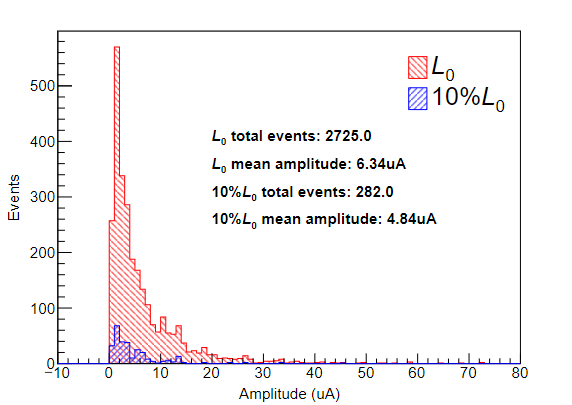 L0
10%L0
L0 total events: 2725.0
L0 mean amplitude: 6.34uA
10%L0 total events: 282.0
10%L0 mean amplitude: 4.84uA
500
400
300
200
100
0
Events
−10 0 10 20 30 40 50 60 70 80
Amplitude (uA)